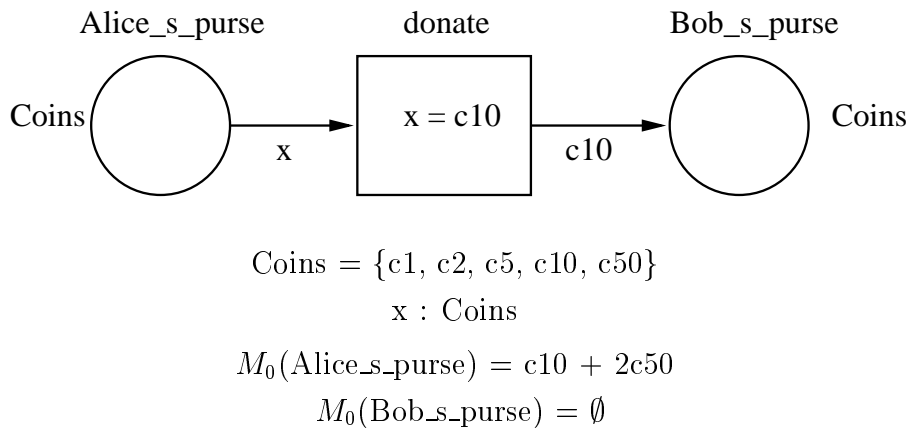 Alice_s_purse donate Bob_s_purse
Coins x = c10 Coins
x c10
Coins = {c1, c2, c5, c10, c50}
x : Coins
M₀(Alice_s_purse) = c10 + 2c50
M₀(Bob_s_purse) = ∅